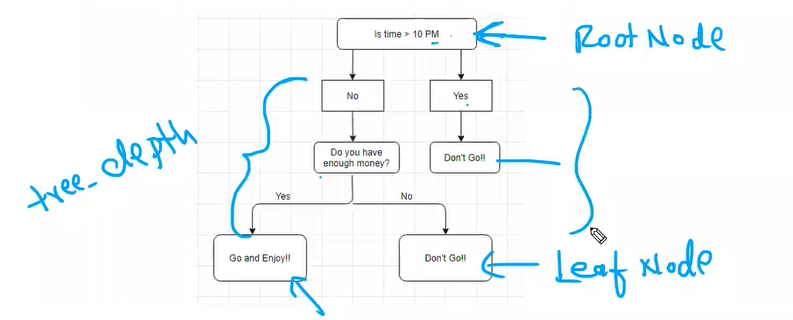 Is time > 10 PM
Root Node
No
Yes
tree_depth
Do you have
enough money?
Don't Go!!
Yes
No
Go and Enjoy!!
Don't Go!!
Leaf Node